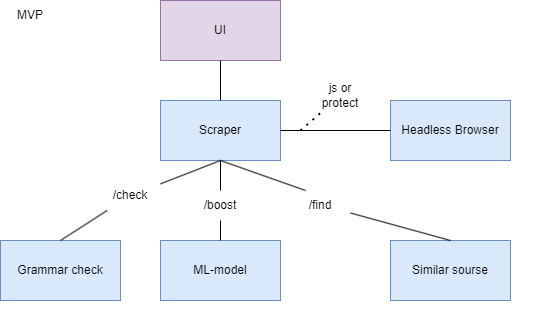 MVP
UI
js or
protect
Scraper
Headless Browser
/check
/boost
/find
Grammar check
ML-model
Similar sourse